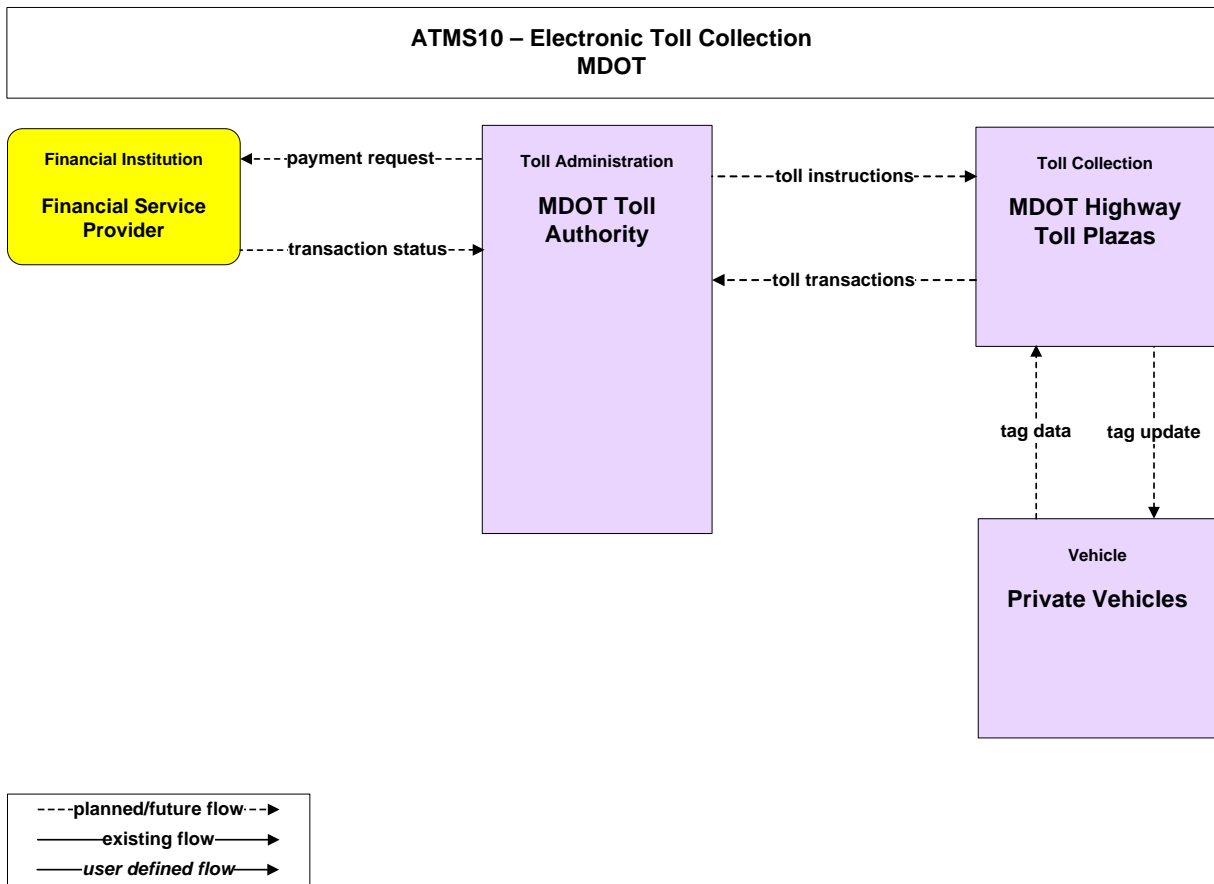 ATMS10 – Electronic Toll Collection
MDOT
Financial Institution
Financial Service
Provider
payment request
transaction status
Toll Administration
MDOT Toll
Authority
toll instructions
toll transactions
Toll Collection
MDOT Highway
Toll Plazas
tag data
tag update
Vehicle
Private Vehicles
planned/future flow
existing flow
user defined flow